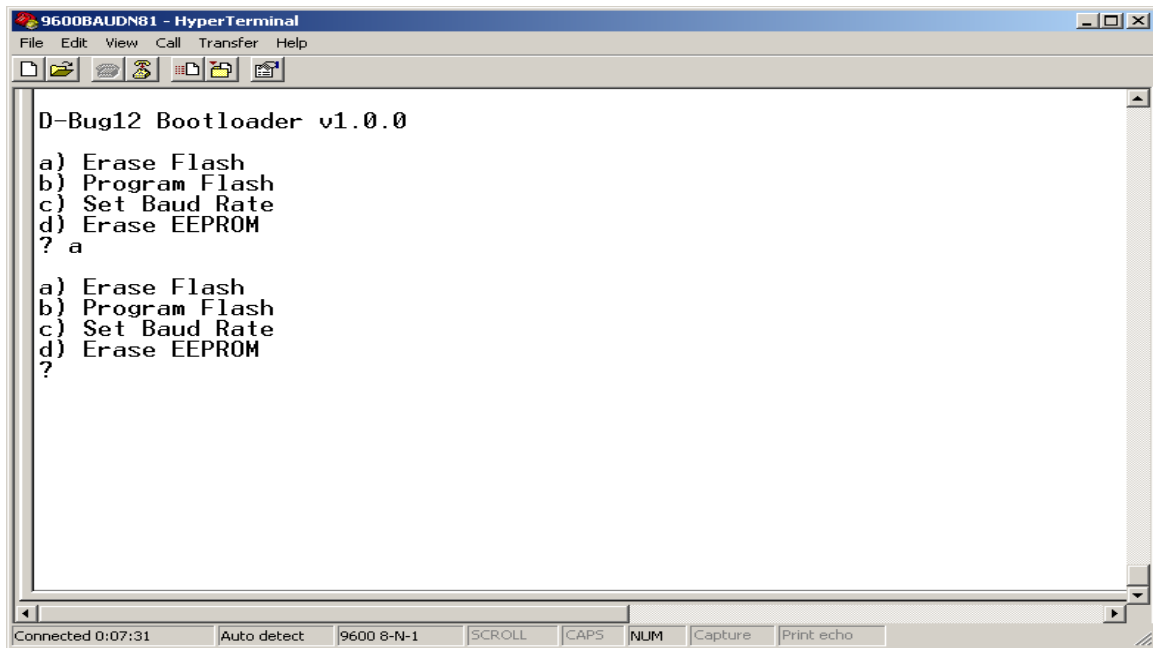 9600BAUDN81 - HyperTerminal
File Edit View Call Transfer Help
D-Bug12 Bootloader v1.0.0
a) Erase Flash
b) Program Flash
c) Set Baud Rate
d) Erase EEPROM
? a
a) Erase Flash
b) Program Flash
c) Set Baud Rate
d) Erase EEPROM
?
Connected 0:07:31 Auto detect 9600 8-N-1 SCROLL CAPS NUM Capture Print echo